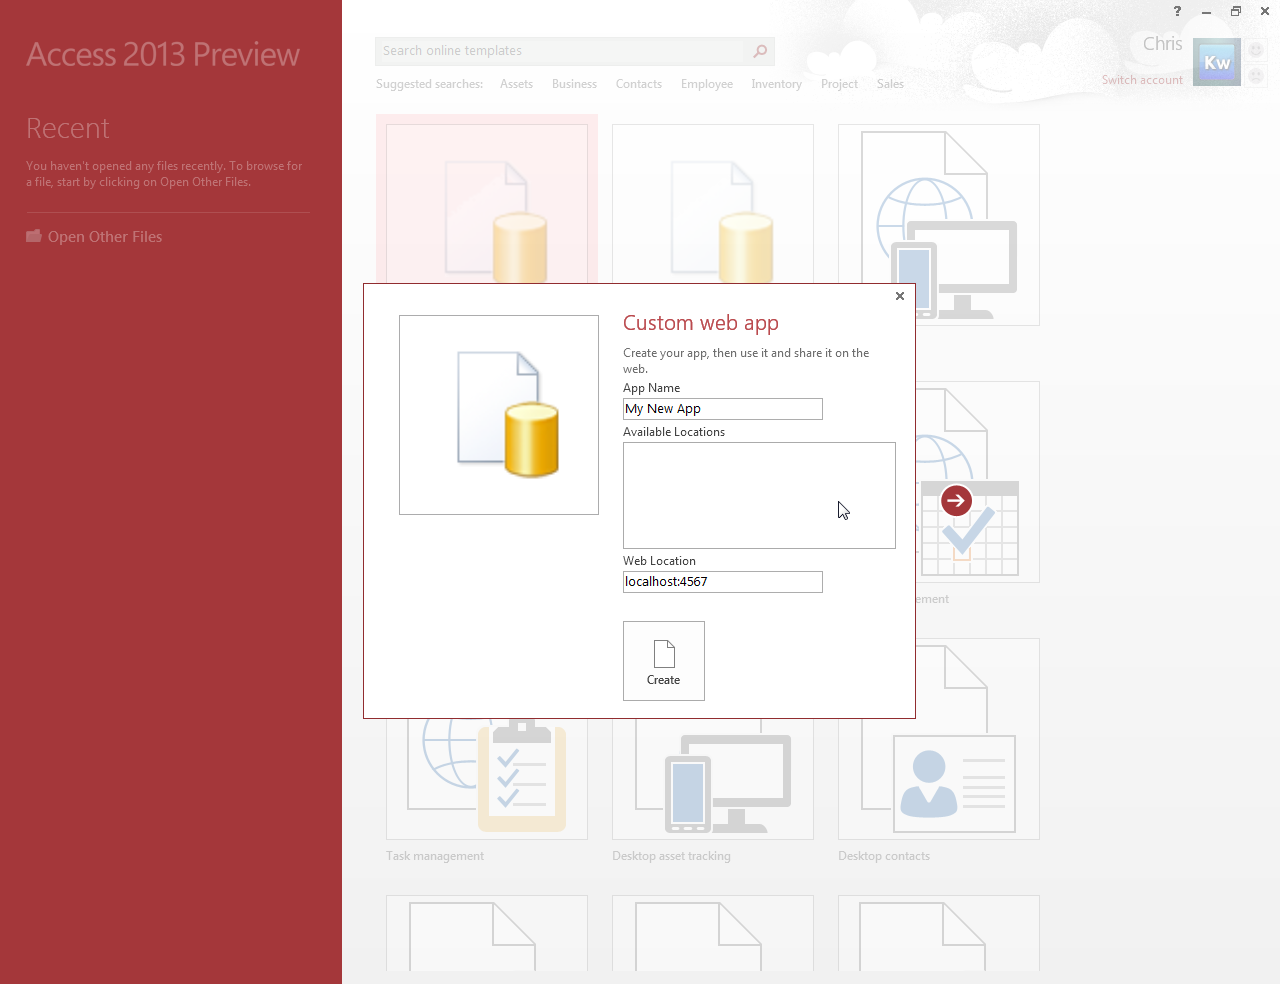 Access 2013 Preview
Recent
You haven't opened any files recently. To browse for
a file, start by clicking on Open Other Files.
Open Other Files
?
Search online templates
Suggested searches: Assets Business Contacts Employee Inventory Project Sales
Chris
Switch account
Kw
Custom web app
Create your app, then use it and share it on the
web.
App Name
My New App
Available Locations
Web Location
localhost:4567
Create
ement
Task management
Desktop asset tracking
Desktop contacts